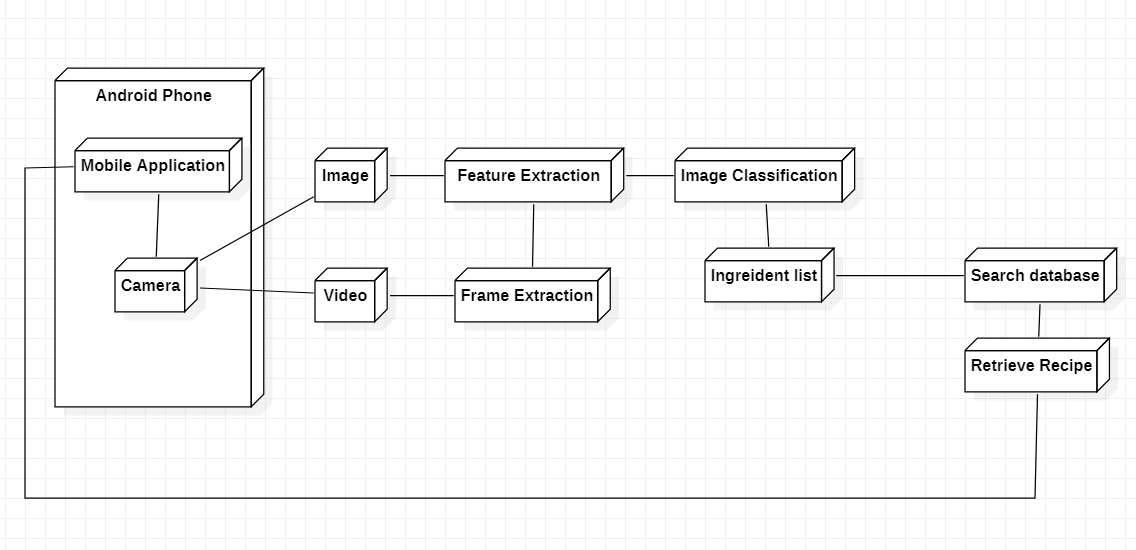 Android Phone
Mobile Application
Camera
Image
Video
Feature Extraction
Frame Extraction
Image Classification
Ingreident list
Search database
Retrieve Recipe